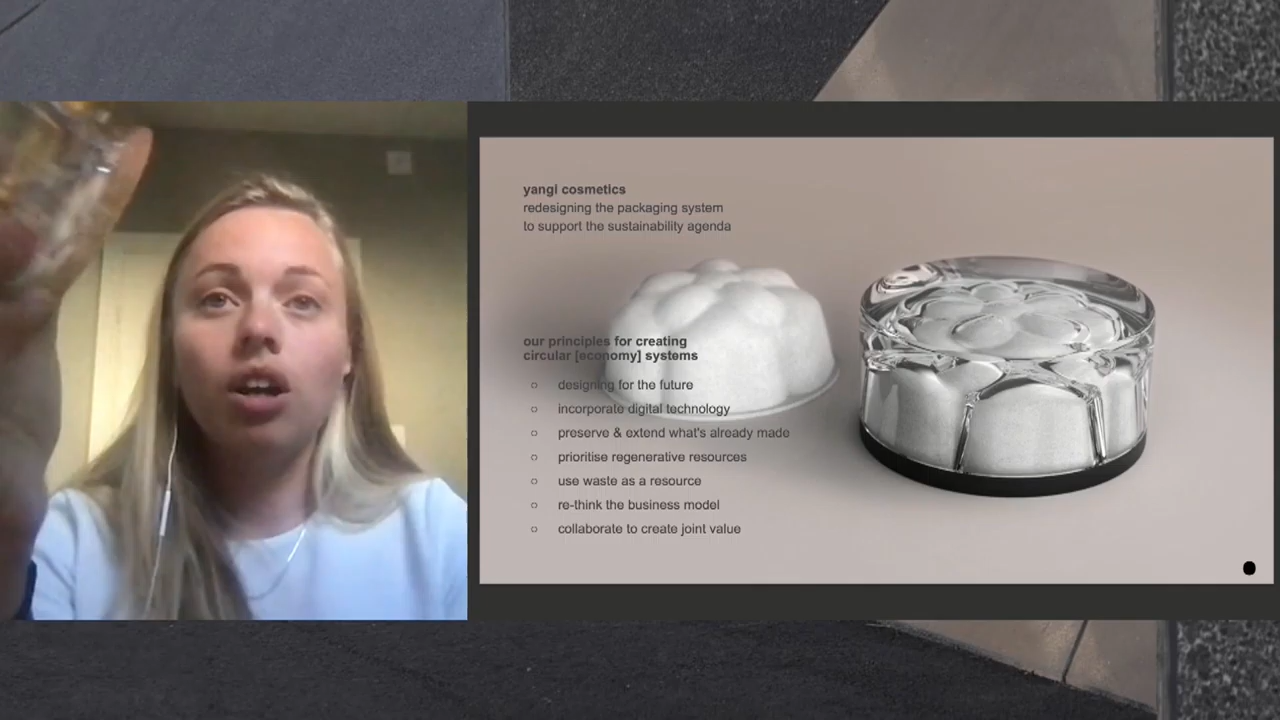 yangi cosmetics
redesigning the packaging system
to support the sustainability agenda
our principles for creating
circular [economy] systems
designing for the future
incorporate digital technology
preserve & extend what's already made
prioritise regenerative resources
use waste as a resource
re-think the business model
collaborate to create joint value